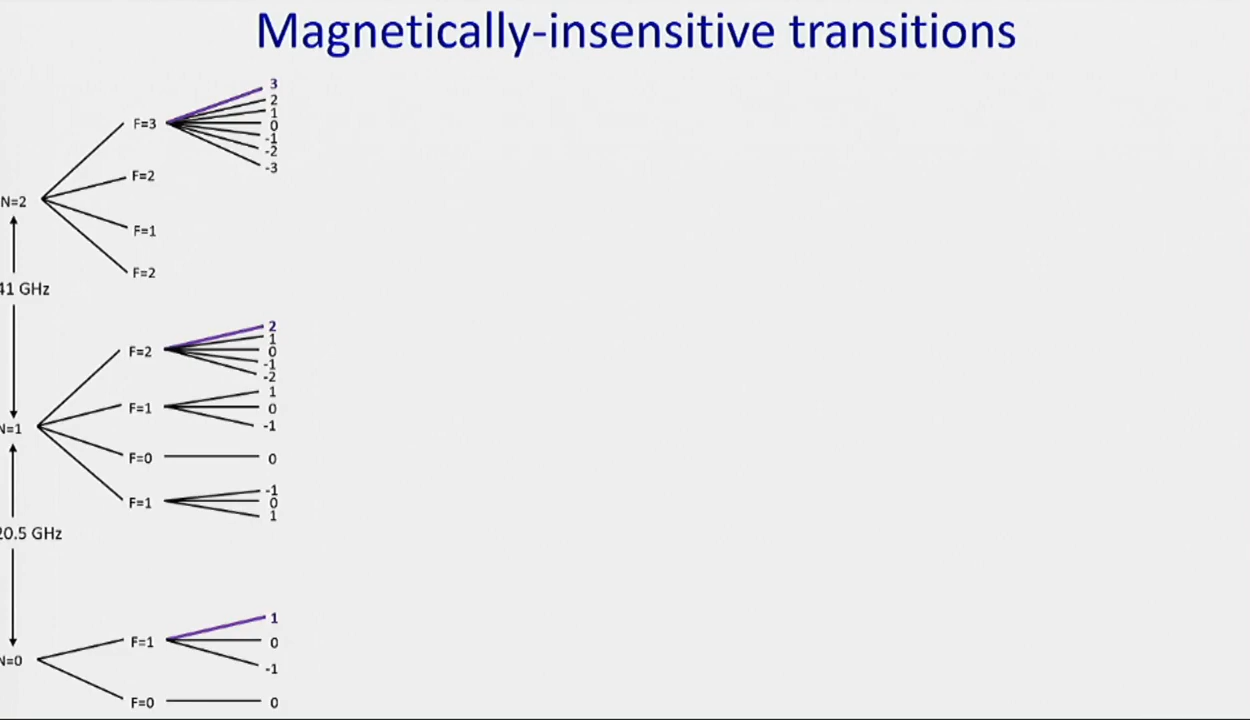 Magnetically-insensitive transitions
3
2
F=3
1
0
-1
-2
-3
F=2
N=2
F=1
F=2
41 GHz
2
1
F=2
0
-1
-2
1
F=1
0
-1
N=1
F=0
0
-1
F=1
0
1
20.5 GHz
1
F=1
0
-1
N=0
F=0
0